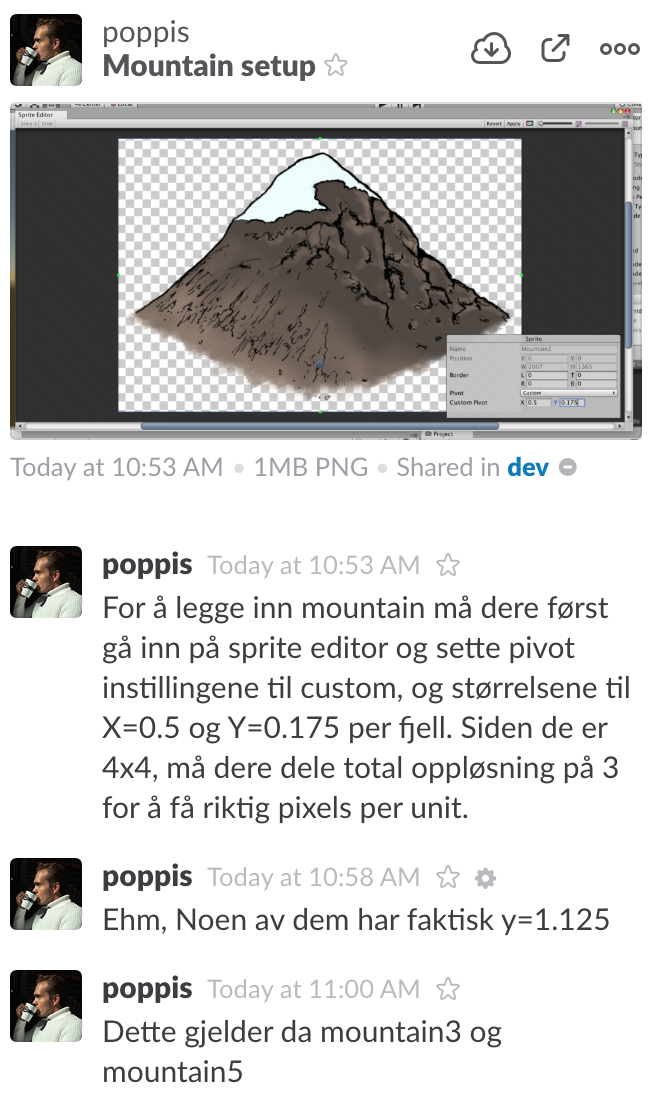 poppis
Mountain setup
Sprite Editor
Revert Apply
Sprite
Name Mountain2
Position X 0 Y 0
W 2007 H 1365
Border L 0 T 0
R 0 B 0
Pivot Custom
Custom Pivot X 0.5 Y 0.175
Project
Today at 10:53 AM • 1MB PNG • Shared in dev
poppis Today at 10:53 AM
For å legge inn mountain må dere først
gå inn på sprite editor og sette pivot
instillingene til custom, og størrelsene til
X=0.5 og Y=0.175 per fjell. Siden de er
4x4, må dere dele total oppløsning på 3
for å få riktig pixels per unit.
poppis Today at 10:58 AM
Ehm, Noen av dem har faktisk y=1.125
poppis Today at 11:00 AM
Dette gjelder da mountain3 og
mountain5